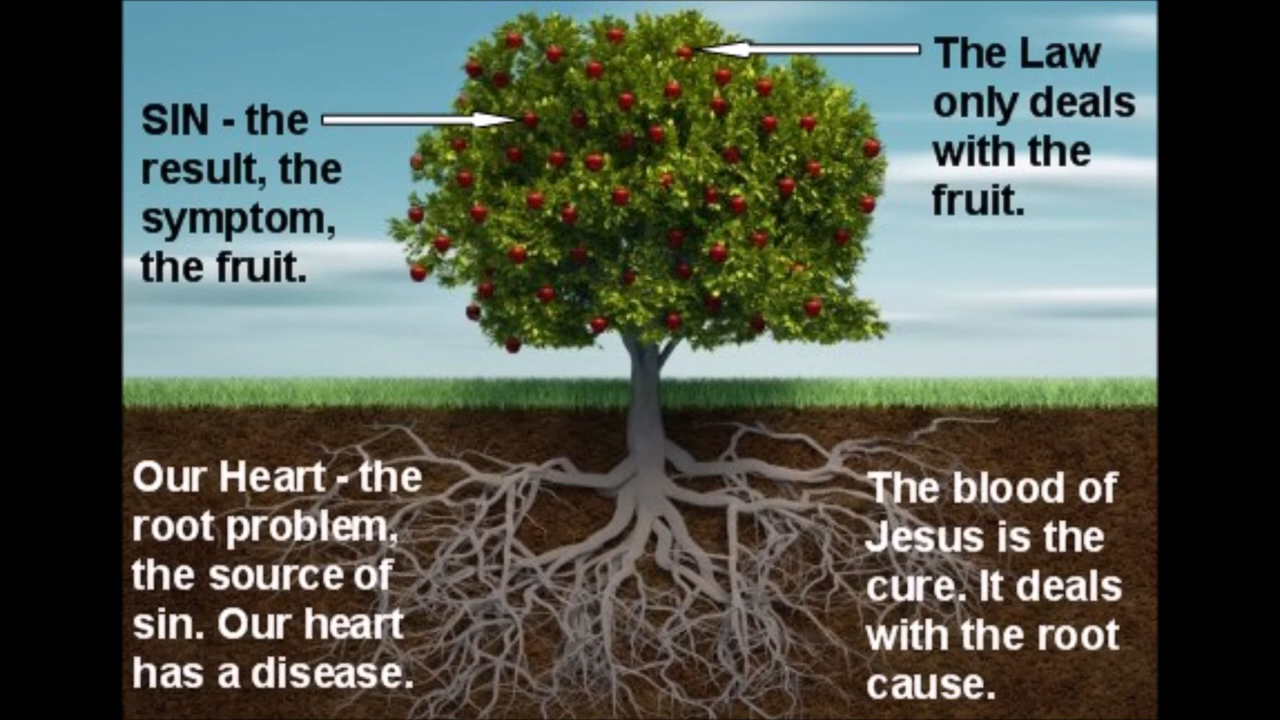 SIN - the
result, the
symptom,
the fruit.
The Law
only deals
with the
fruit.
Our Heart - the
root problem,
the source of
sin. Our heart
has a disease.
The blood of
Jesus is the
cure. It deals
with the root
cause.